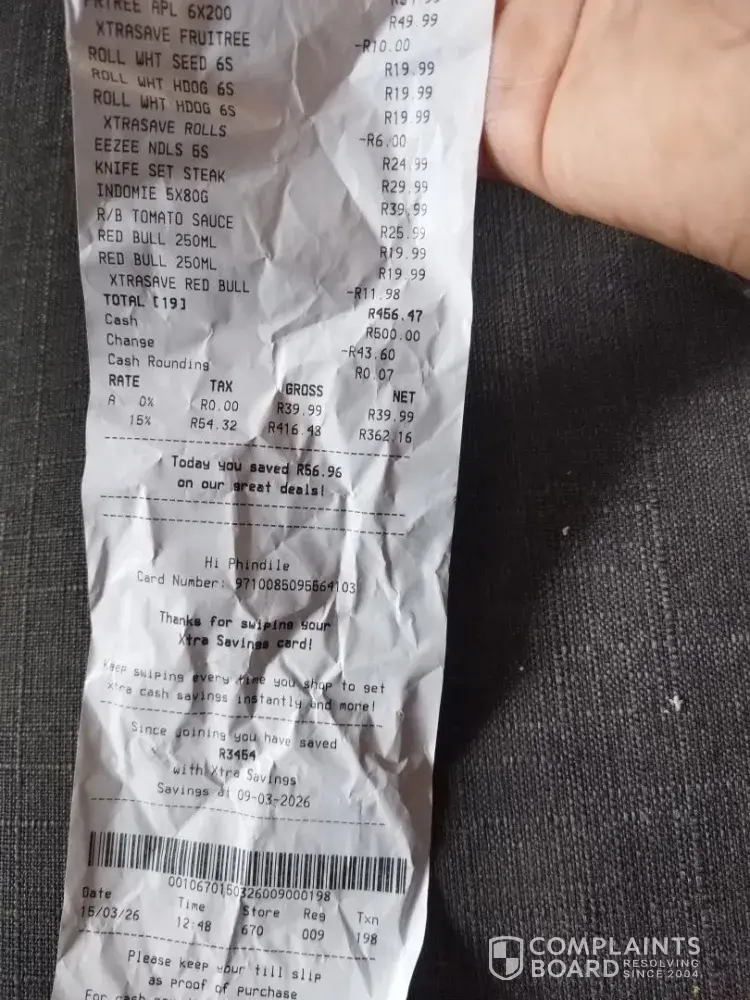 FRTREE APL 6X200
XTRASAVE FRUITREE R49.99
-R10.00
ROLL WHT SEED 6S R19.99
ROLL WHT HDOG 6S R19.99
ROLL WHT HDOG 6S R19.99
XTRASAVE ROLLS -R6.00
EEZEE NDLS 6S R24.99
KNIFE SET STEAK R29.99
INDOMIE 5X80G R39.99
R/B TOMATO SAUCE R25.99
RED BULL 250ML R19.99
RED BULL 250ML R19.99
XTRASAVE RED BULL -R11.98
TOTAL [19] R456.47
Cash R500.00
Change -R43.60
Cash Rounding R0.07
RATE TAX GROSS NET
A 0% R0.00 R39.99 R39.99
15% R54.32 R416.48 R362.16
Today you saved R56.96
on our great deals!
Hi Phindile
Card Number: 9710085095564103
Thanks for swiping your
Xtra Savings card!
Keep swiping every time you shop to get
xtra cash savings instantly and more!
Since joining you have saved
R3454
with Xtra Savings
Savings at 09-03-2026
0010670150326009000198
Date Time Store Reg Txn
15/03/26 12:48 670 009 198
Please keep your till slip
as proof of purchase
COMPLAINTS
BOARD RESOLVING
SINCE 2004